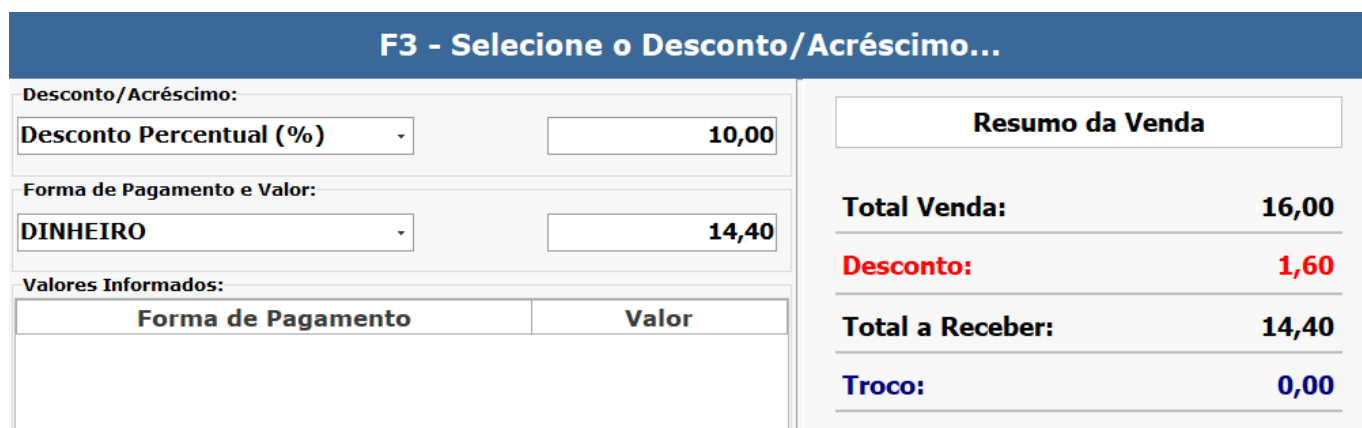 F3 - Selecione o Desconto/Acréscimo...
Desconto/Acréscimo:
Desconto Percentual (%) 10,00
Forma de Pagamento e Valor:
DINHEIRO 14,40
Valores Informados:
Forma de Pagamento Valor
Resumo da Venda
Total Venda: 16,00
Desconto: 1,60
Total a Receber: 14,40
Troco: 0,00